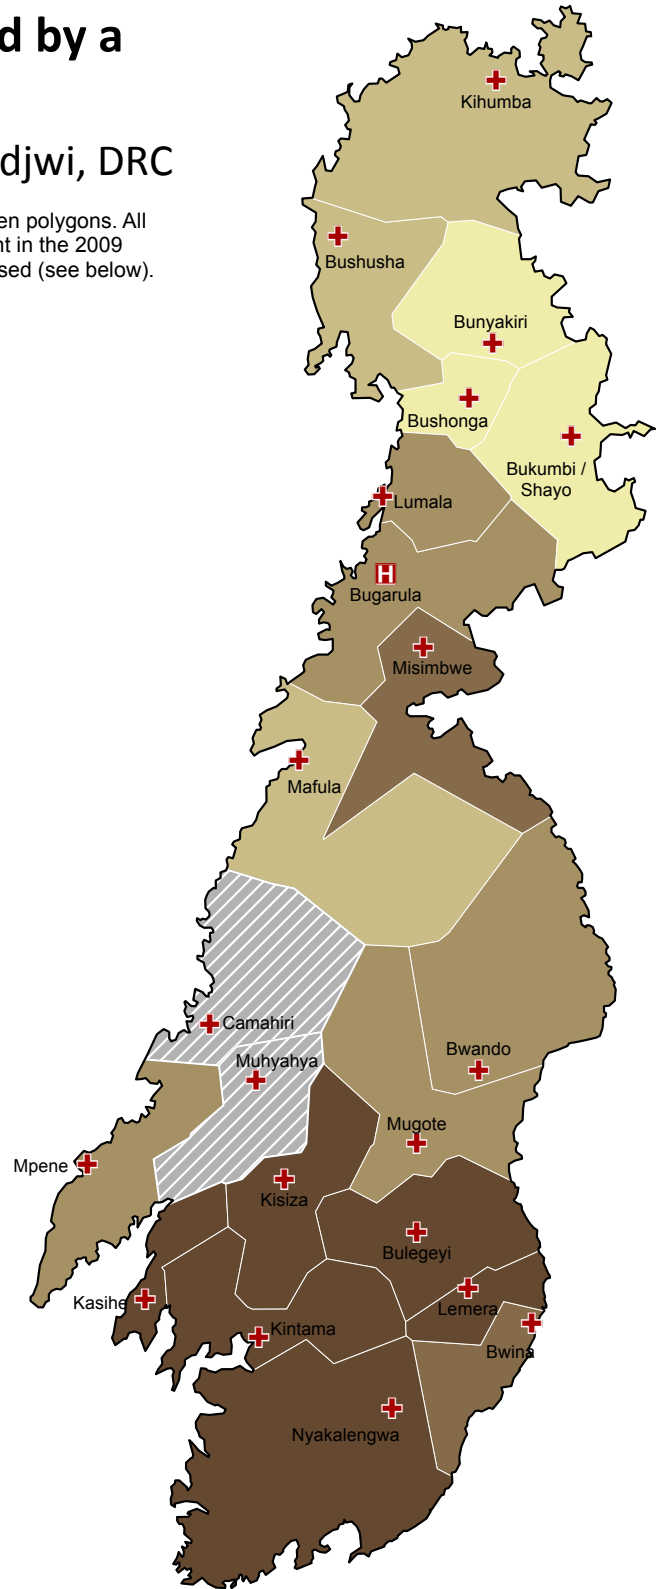 d by a
djwi, DRC
en polygons. All
nt in the 2009
sed (see below).
Kihumba
Bushusha
Bunyakiri
Bushonga
Bukumbi /
Shayo
Lumala
H
Bugarula
Misimbwe
Mafula
Camahiri
Muhyahya
Bwando
Mugote
Mpene
Kisiza
Bulegeyi
Kasihe
Lemera
Kintama
Bwina
Nyakalengwa